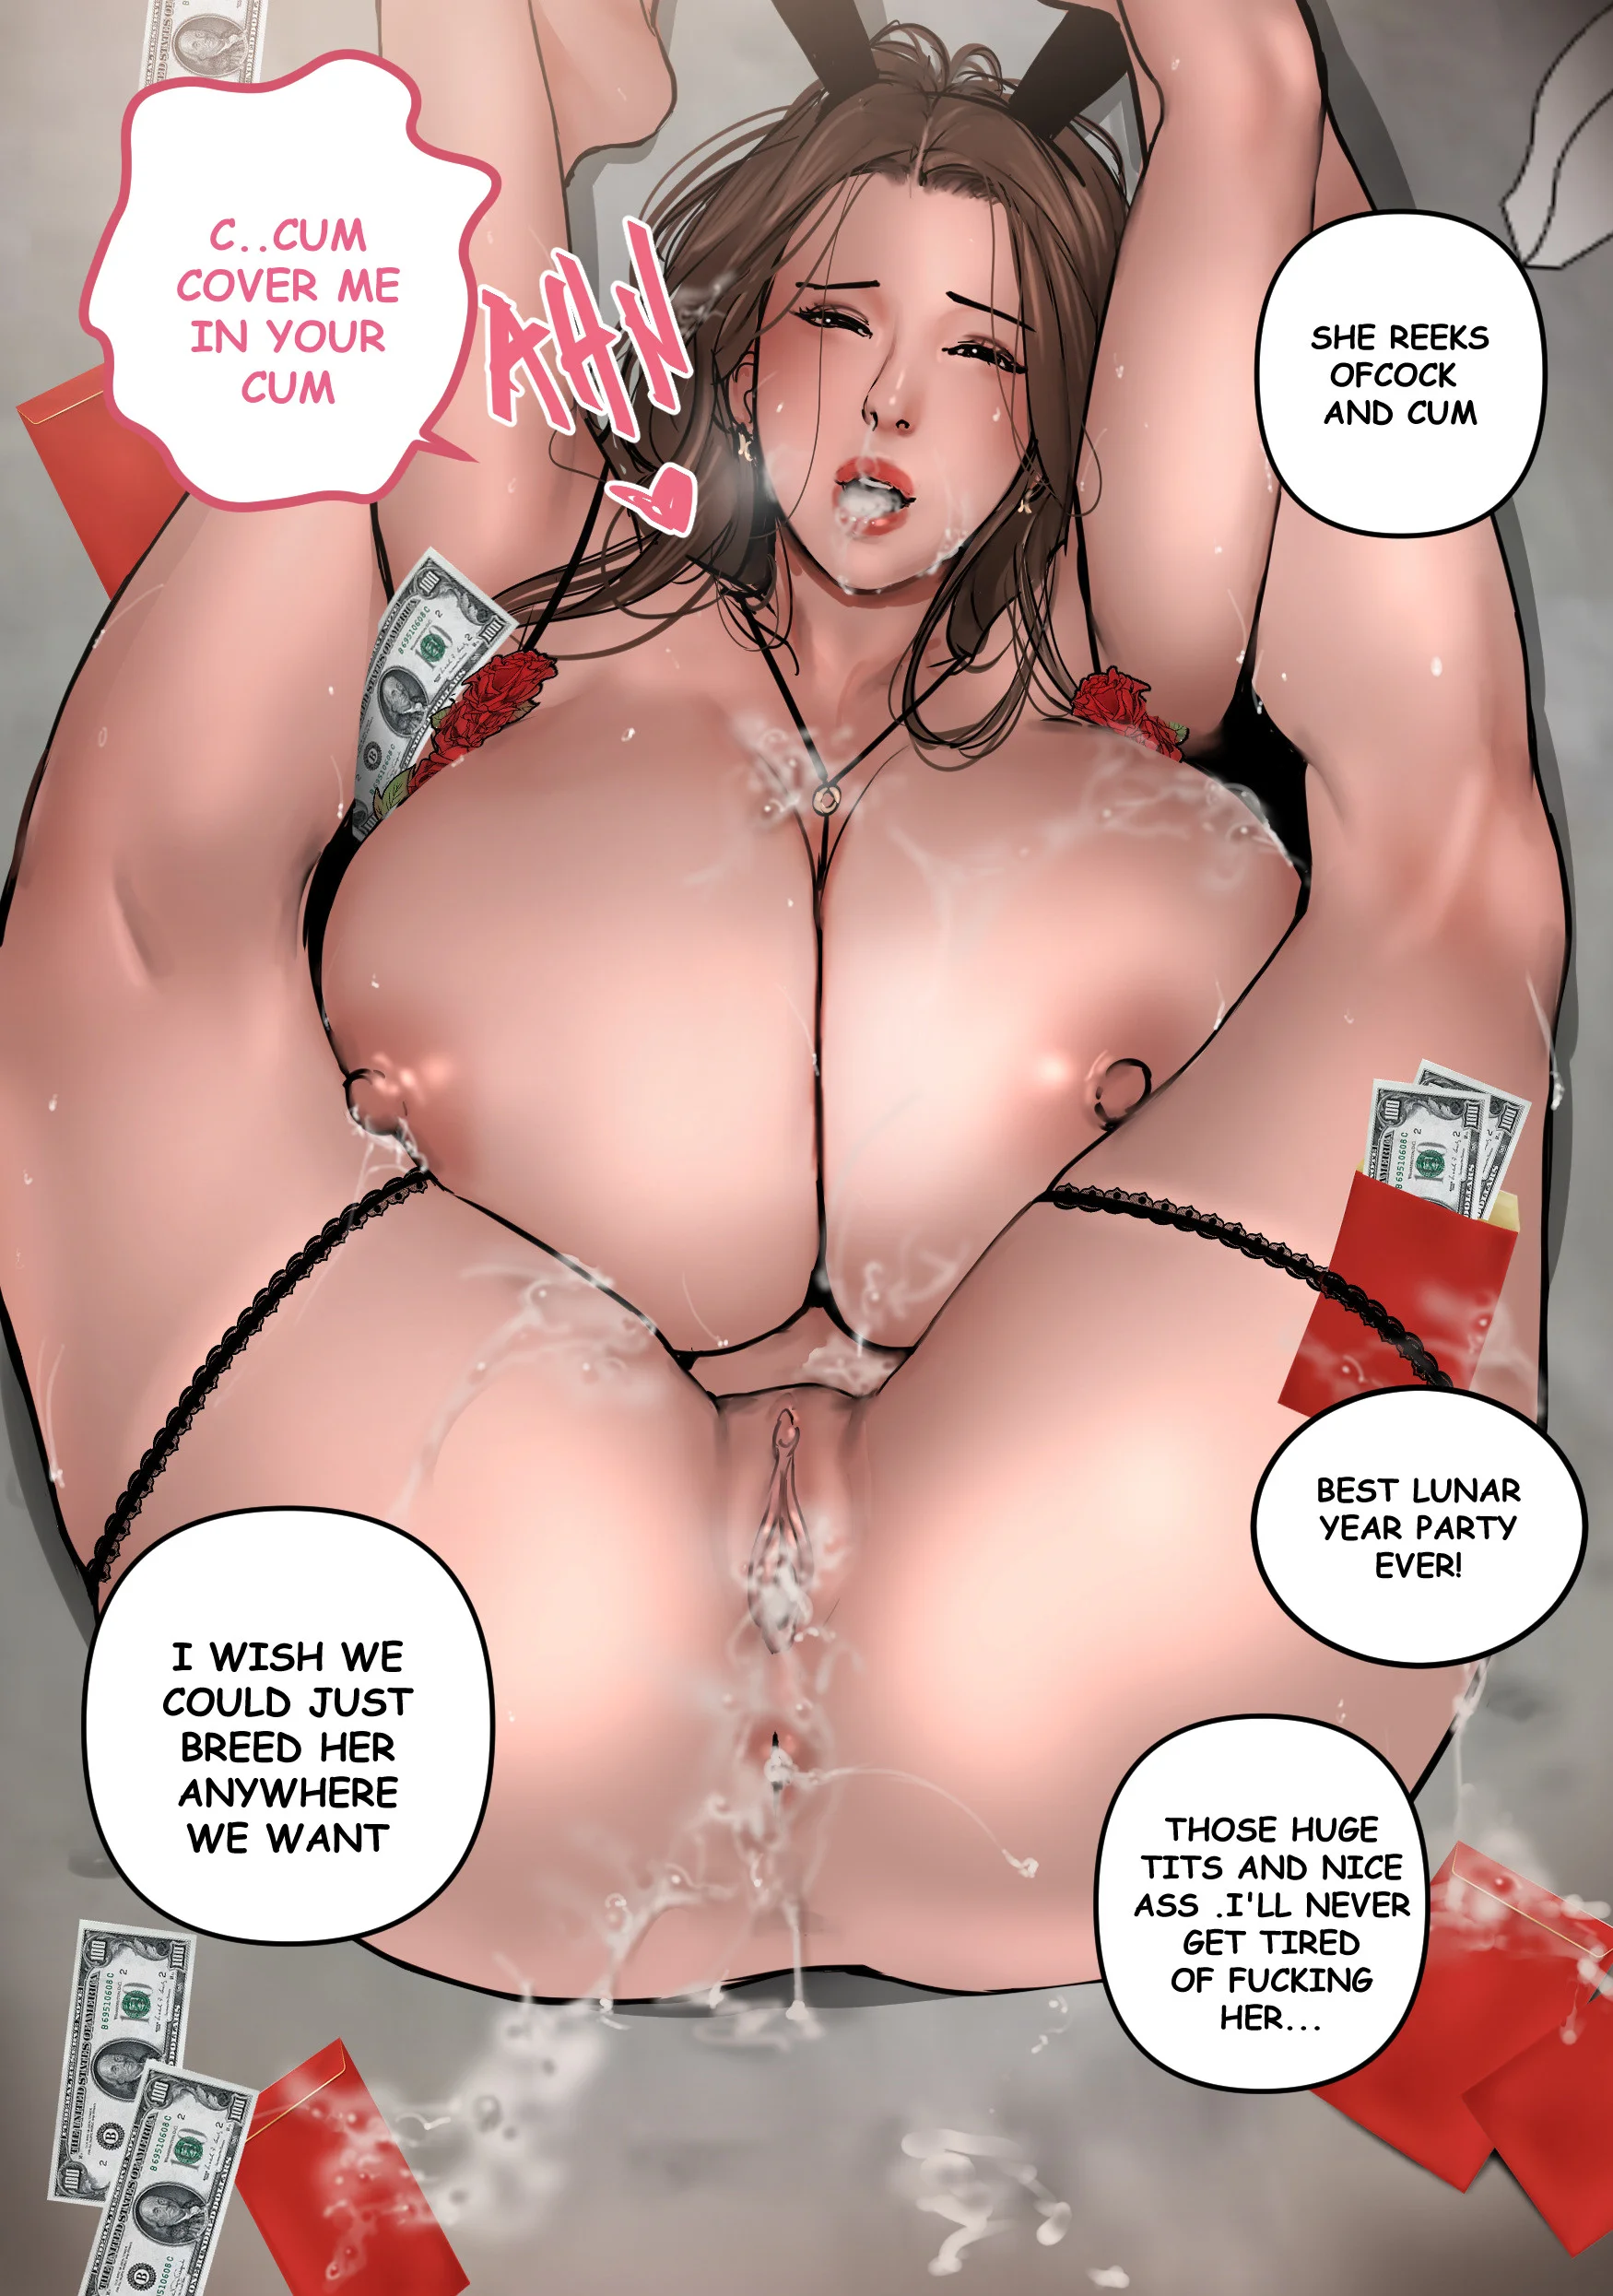 C..CUM
COVER ME
IN YOUR
CUM
AHN
SHE REEKS
OFCOCK
AND CUM
BEST LUNAR
YEAR PARTY
EVER!
I WISH WE
COULD JUST
BREED HER
ANYWHERE
WE WANT
THOSE HUGE
TITS AND NICE
ASS .I'LL NEVER
GET TIRED
OF FUCKING
HER...